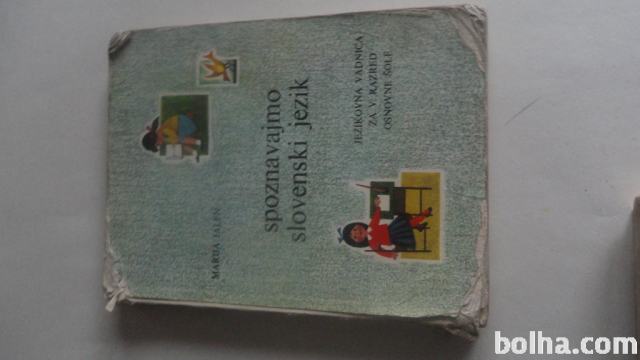 MARIJA JALEN
spoznavajmo
slovenski jezik
JEZIKOVNA VADNICA
ZA V. RAZRED
OSNOVNE ŠOLE
bolha.com